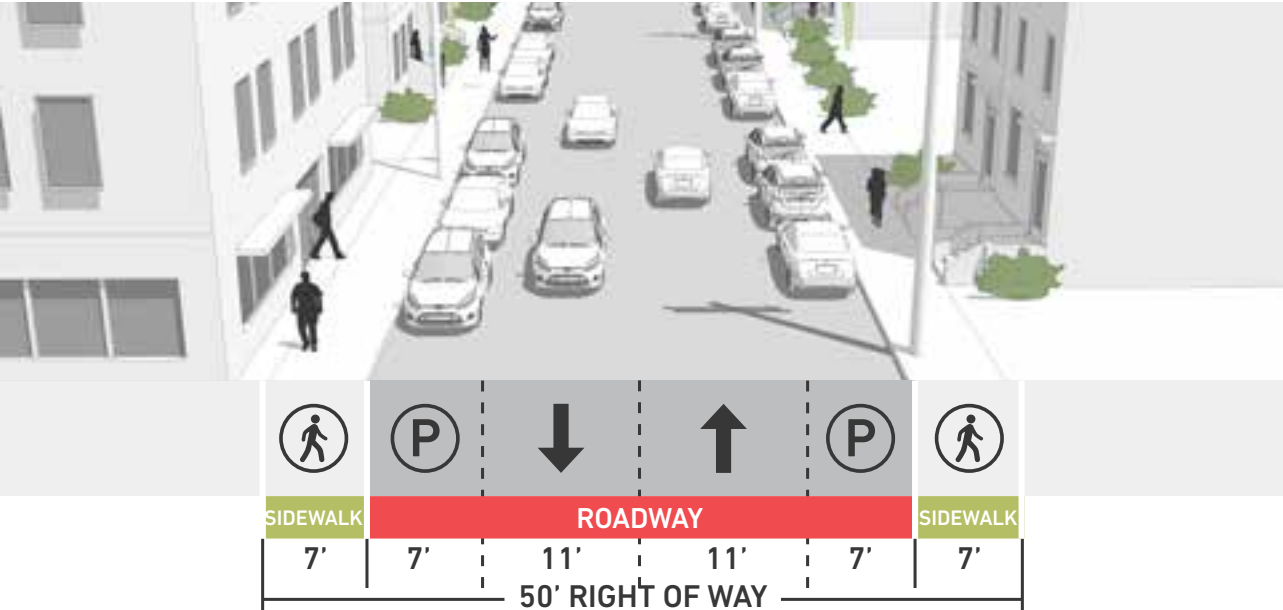 P P
SIDEWALK ROADWAY SIDEWALK
7’ 7’ 11’ 11’ 7’ 7’
50’ RIGHT OF WAY